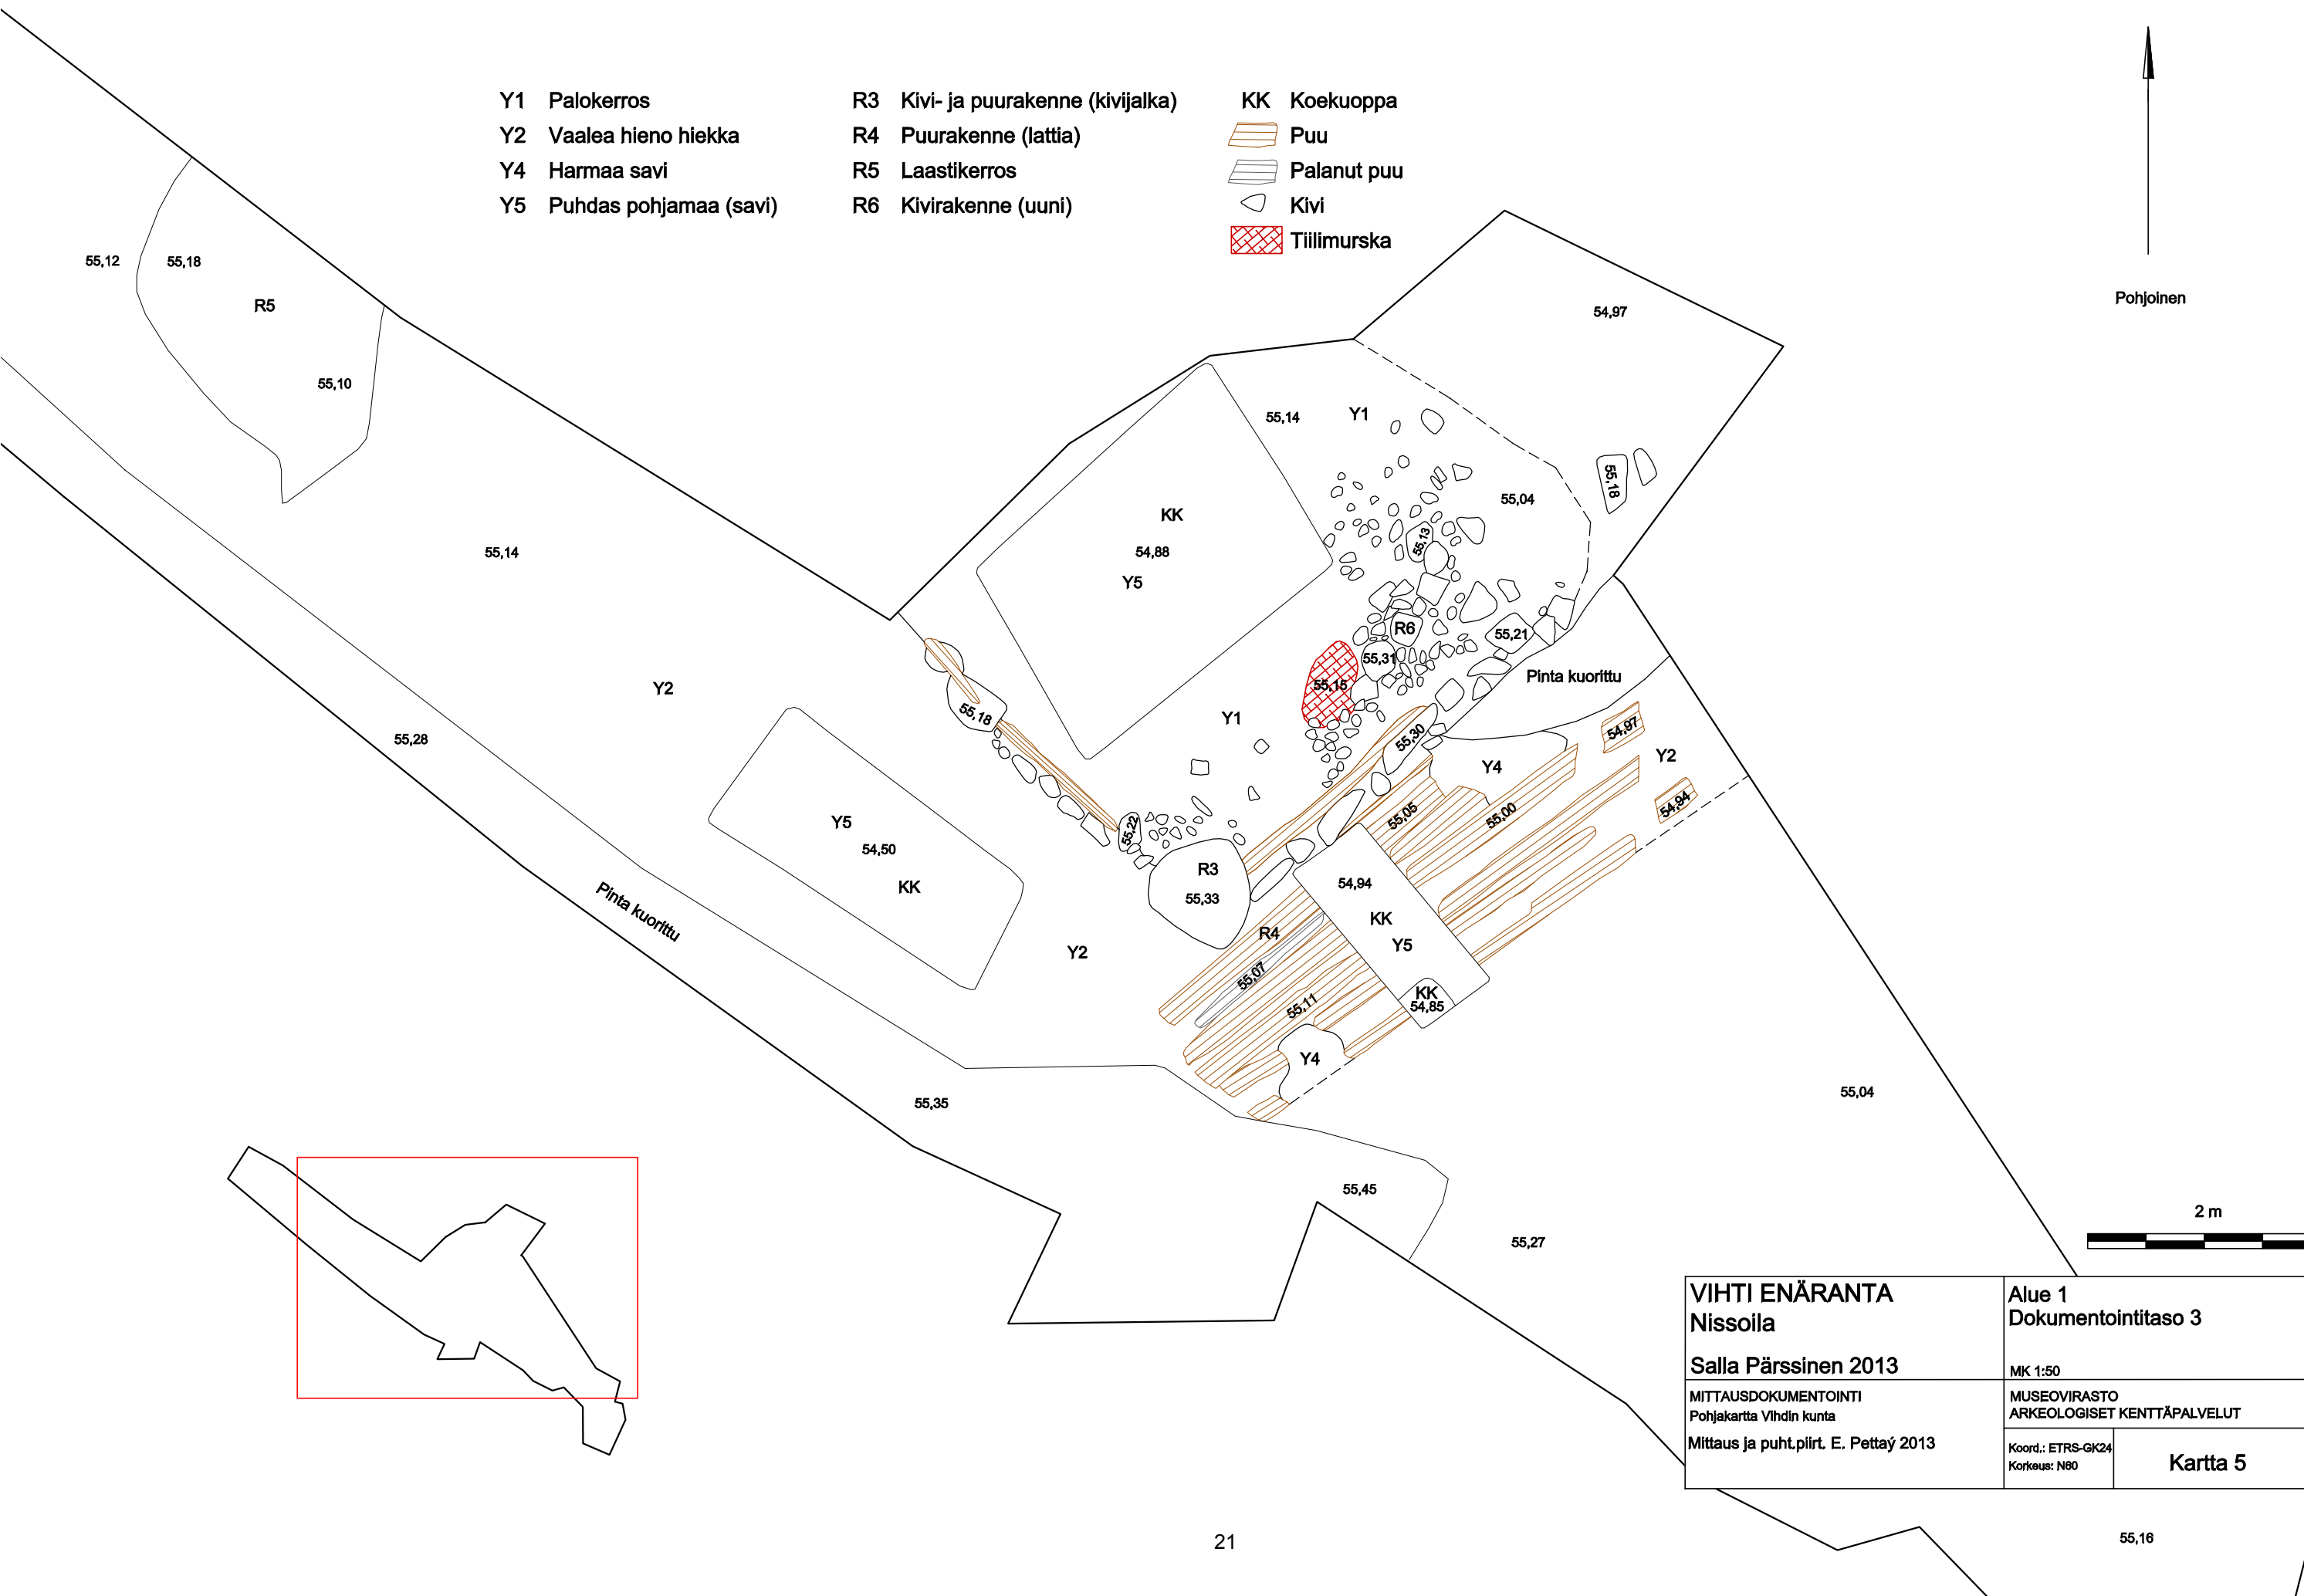 Y1 Palokerros
Y2 Vaalea hieno hiekka
Y4 Harmaa savi
Y5 Puhdas pohjamaa (savi)
R3 Kivi- ja puurakenne (kivijalka)
R4 Puurakenne (lattia)
R5 Laastikerros
R6 Kivirakenne (uuni)
KK Koekuoppa
Puu
Palanut puu
Kivi
Tiilimurska
Pohjoinen
55,12
55,18
R5
55,10
54,97
55,14
Y1
55,18
55,04
KK
54,88
Y5
55,13
55,14
R6
55,21
55,31
Pinta kuorittu
55,15
Y2
55,18
Y1
54,97
55,30
55,28
Y2
Y4
54,94
55,05
55,00
Y5
54,50
KK
55,22
R3
55,33
54,94
KK
Y5
Pinta kuorittu
R4
Y2
55,07
55,11
KK
54,85
Y4
55,35
55,04
55,45
55,27
2 m
VIHTI ENÄRANTA
Nissoila
Salla Pärssinen 2013
Alue 1
Dokumentointitaso 3
MK 1:50
MITTAUSDOKUMENTOINTI
Pohjakartta Vihdin kunta
Mittaus ja puht.piirt. E. Pettaý 2013
MUSEOVIRASTO
ARKEOLOGISET KENTTÄPALVELUT
Koord.: ETRS-GK24
Korkeus: N60
Kartta 5
55,16
21